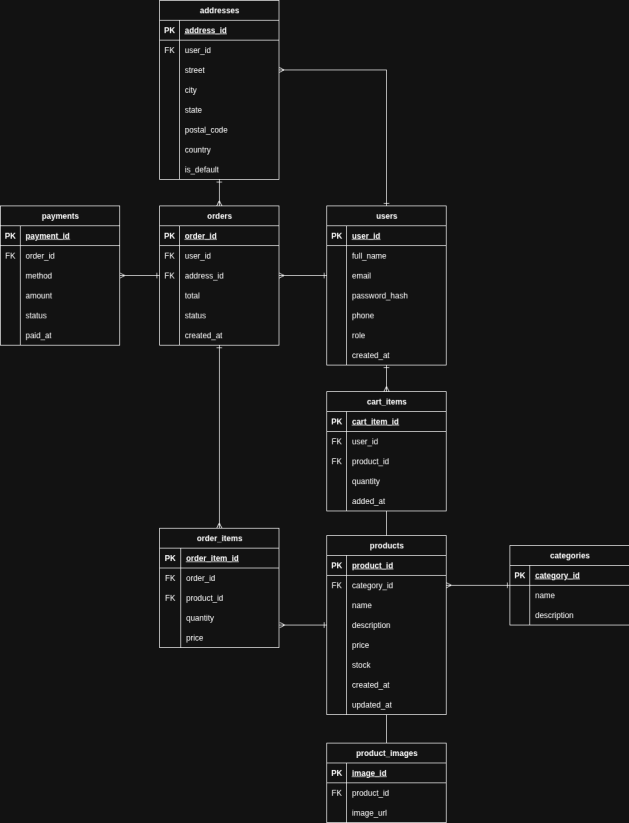 addresses
PK address_id
FK user_id
street
city
state
postal_code
country
is_default
payments
PK payment_id
FK order_id
method
amount
status
paid_at
orders
PK order_id
FK user_id
FK address_id
total
status
created_at
users
PK user_id
full_name
email
password_hash
phone
role
created_at
cart_items
PK cart_item_id
FK user_id
FK product_id
quantity
added_at
order_items
PK order_item_id
FK order_id
FK product_id
quantity
price
products
PK product_id
FK category_id
name
description
price
stock
created_at
updated_at
categories
PK category_id
name
description
product_images
PK image_id
FK product_id
image_url